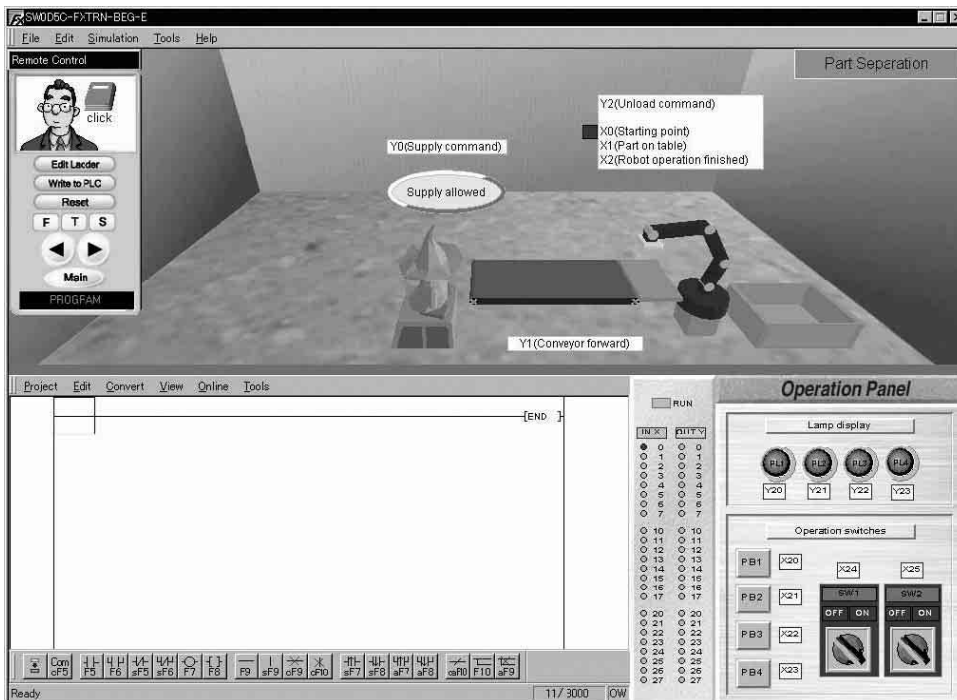 SW0D5C-FXTRN-BEG-E
File Edit Simulation Tools Help
Remote Control
click
Edit Ladder
Write to PLC
Reset
F T S
Main
PROGRAM
Part Separation
Y0(Supply command)
Supply allowed
Y2(Unload command)
X0(Starting point)
X1(Part on table)
X2(Robot operation finished)
Y1(Conveyor forward)
Project Edit Convert View Online Tools
[END ]
RUN
IN X OUT Y
0 0
1 1
2 2
3 3
4 4
5 5
6 6
7 7
10 10
11 11
12 12
13 13
14 14
15 15
16 16
17 17
20 20
21 21
22 22
23 23
24 24
25 25
26 26
27 27
Operation Panel
Lamp display
PL1 PL2 PL3 PL4
Y20 Y21 Y22 Y23
Operation switches
PB1 X20
PB2 X21
PB3 X22
PB4 X23
X24 X25
SW1 SW2
OFF ON OFF ON
Com
cF5 F5 F6 sF5 sF6 F7 F8 F9 sF9 cF9 cF10 sF7 sF8 aF7 aF8 caF10 F10 aF9
Ready
11/3000 OW